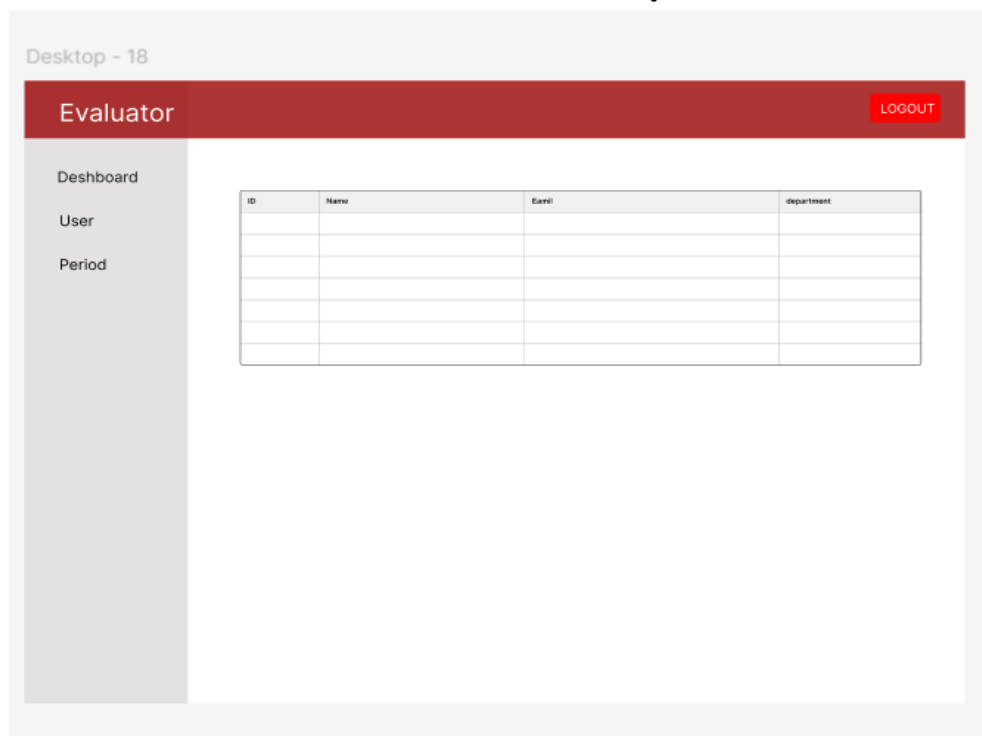 Desktop - 18
Evaluator LOGOUT
Deshboard
ID Name Eamil department
User
Period